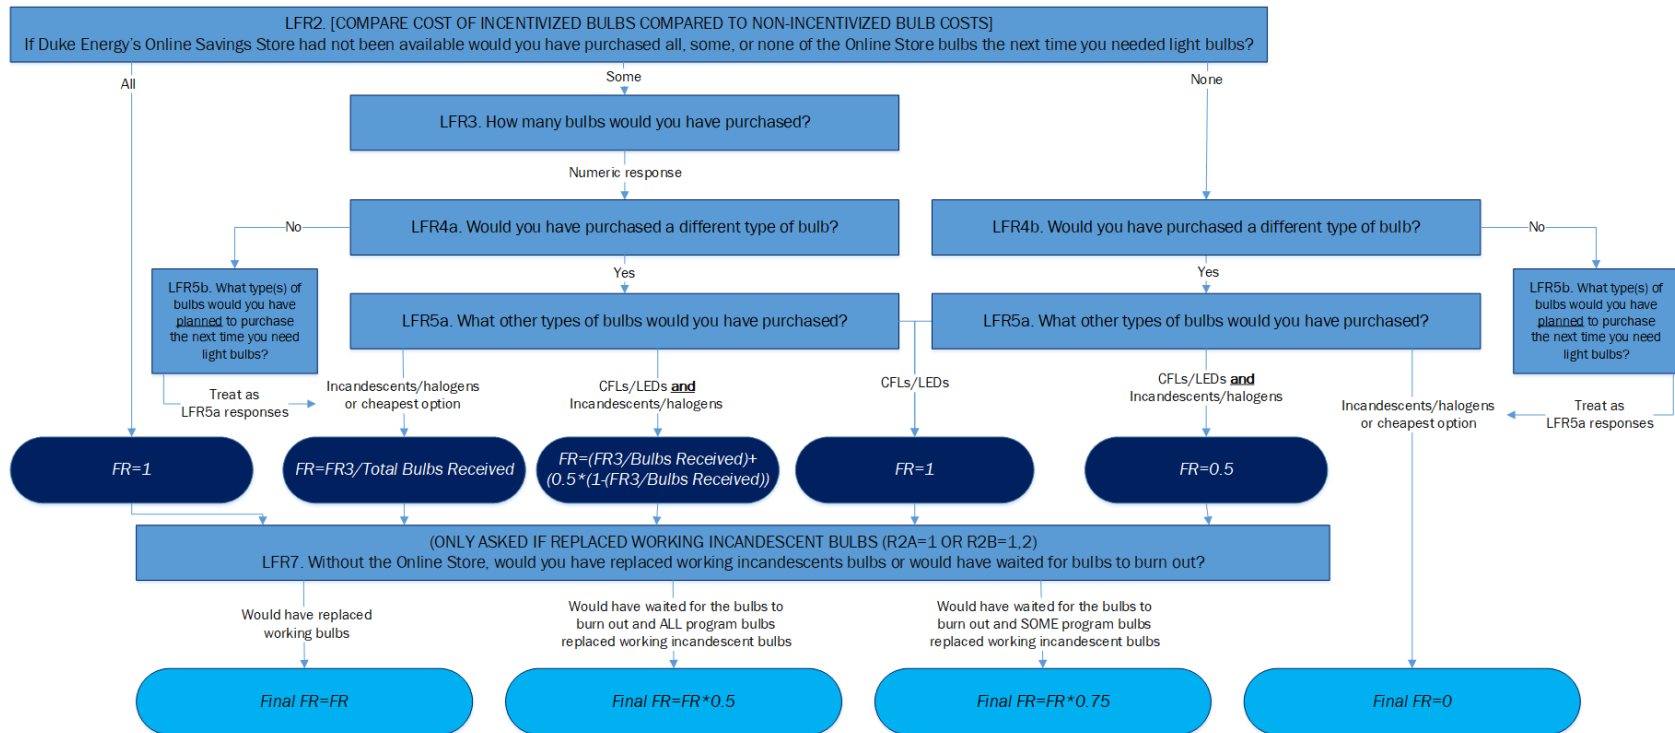 LFR2. [COMPARE COST OF INCENTIVIZED BULBS COMPARED TO NON-INCENTIVIZED BULB COSTS]
If Duke Energy's Online Savings Store had not been available would you have purchased all, some, or none of the Online Store bulbs the next time you needed light bulbs?
All
Some
None
LFR3. How many bulbs would you have purchased?
Numeric response
LFR4a. Would you have purchased a different type of bulb?
No
Yes
LFR4b. Would you have purchased a different type of bulb?
No
Yes
LFR5b. What type(s) of
bulbs would you have
planned to purchase
the next time you need
light bulbs?
LFR5a. What other types of bulbs would you have purchased?
LFR5a. What other types of bulbs would you have purchased?
LFR5b. What type(s) of
bulbs would you have
planned to purchase
the next time you need
light bulbs?
Treat as
LFR5a responses
Incandescents/halogens
or cheapest option
CFLs/LEDs and
Incandescents/halogens
CFLs/LEDs
CFLs/LEDs and
Incandescents/halogens
Incandescents/halogens
or cheapest option
Treat as
LFR5a responses
FR=1
FR=FR3/Total Bulbs Received
FR=(FR3/Bulbs Received)+
(0.5*(1-(FR3/Bulbs Received))
FR=1
FR=0.5
(ONLY ASKED IF REPLACED WORKING INCANDESCENT BULBS (R2A=1 OR R2B=1,2)
LFR7. Without the Online Store, would you have replaced working incandescents bulbs or would have waited for bulbs to burn out?
Would have replaced
working bulbs
Would have waited for the bulbs to
burn out and ALL program bulbs
replaced working incandescent bulbs
Would have waited for the bulbs to
burn out and SOME program bulbs
replaced working incandescent bulbs
Final FR=FR
Final FR=FR*0.5
Final FR=FR*0.75
Final FR=0